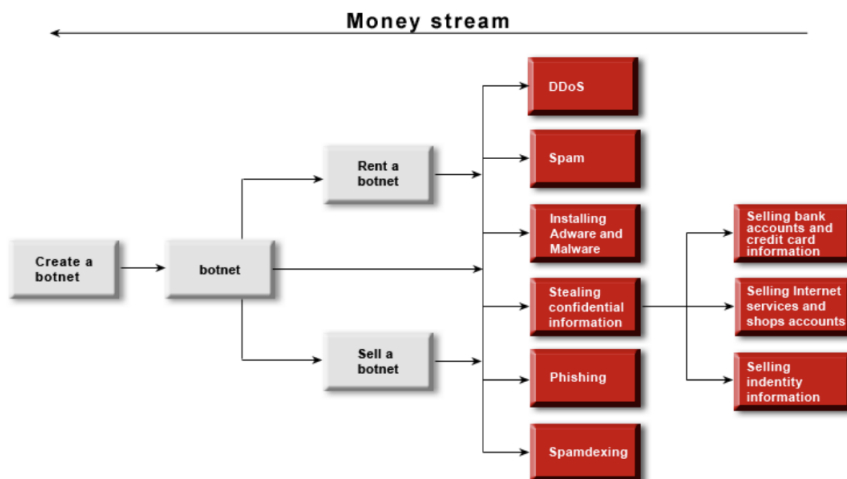 Money stream
DDoS
Spam
Rent a
botnet
Installing
Adware and
Malware
Selling bank
accounts and
credit card
information
Create a
botnet
botnet
Stealing
confidential
information
Selling Internet
services and
shops accounts
Sell a
botnet
Phishing
Selling
indentity
information
Spamdexing